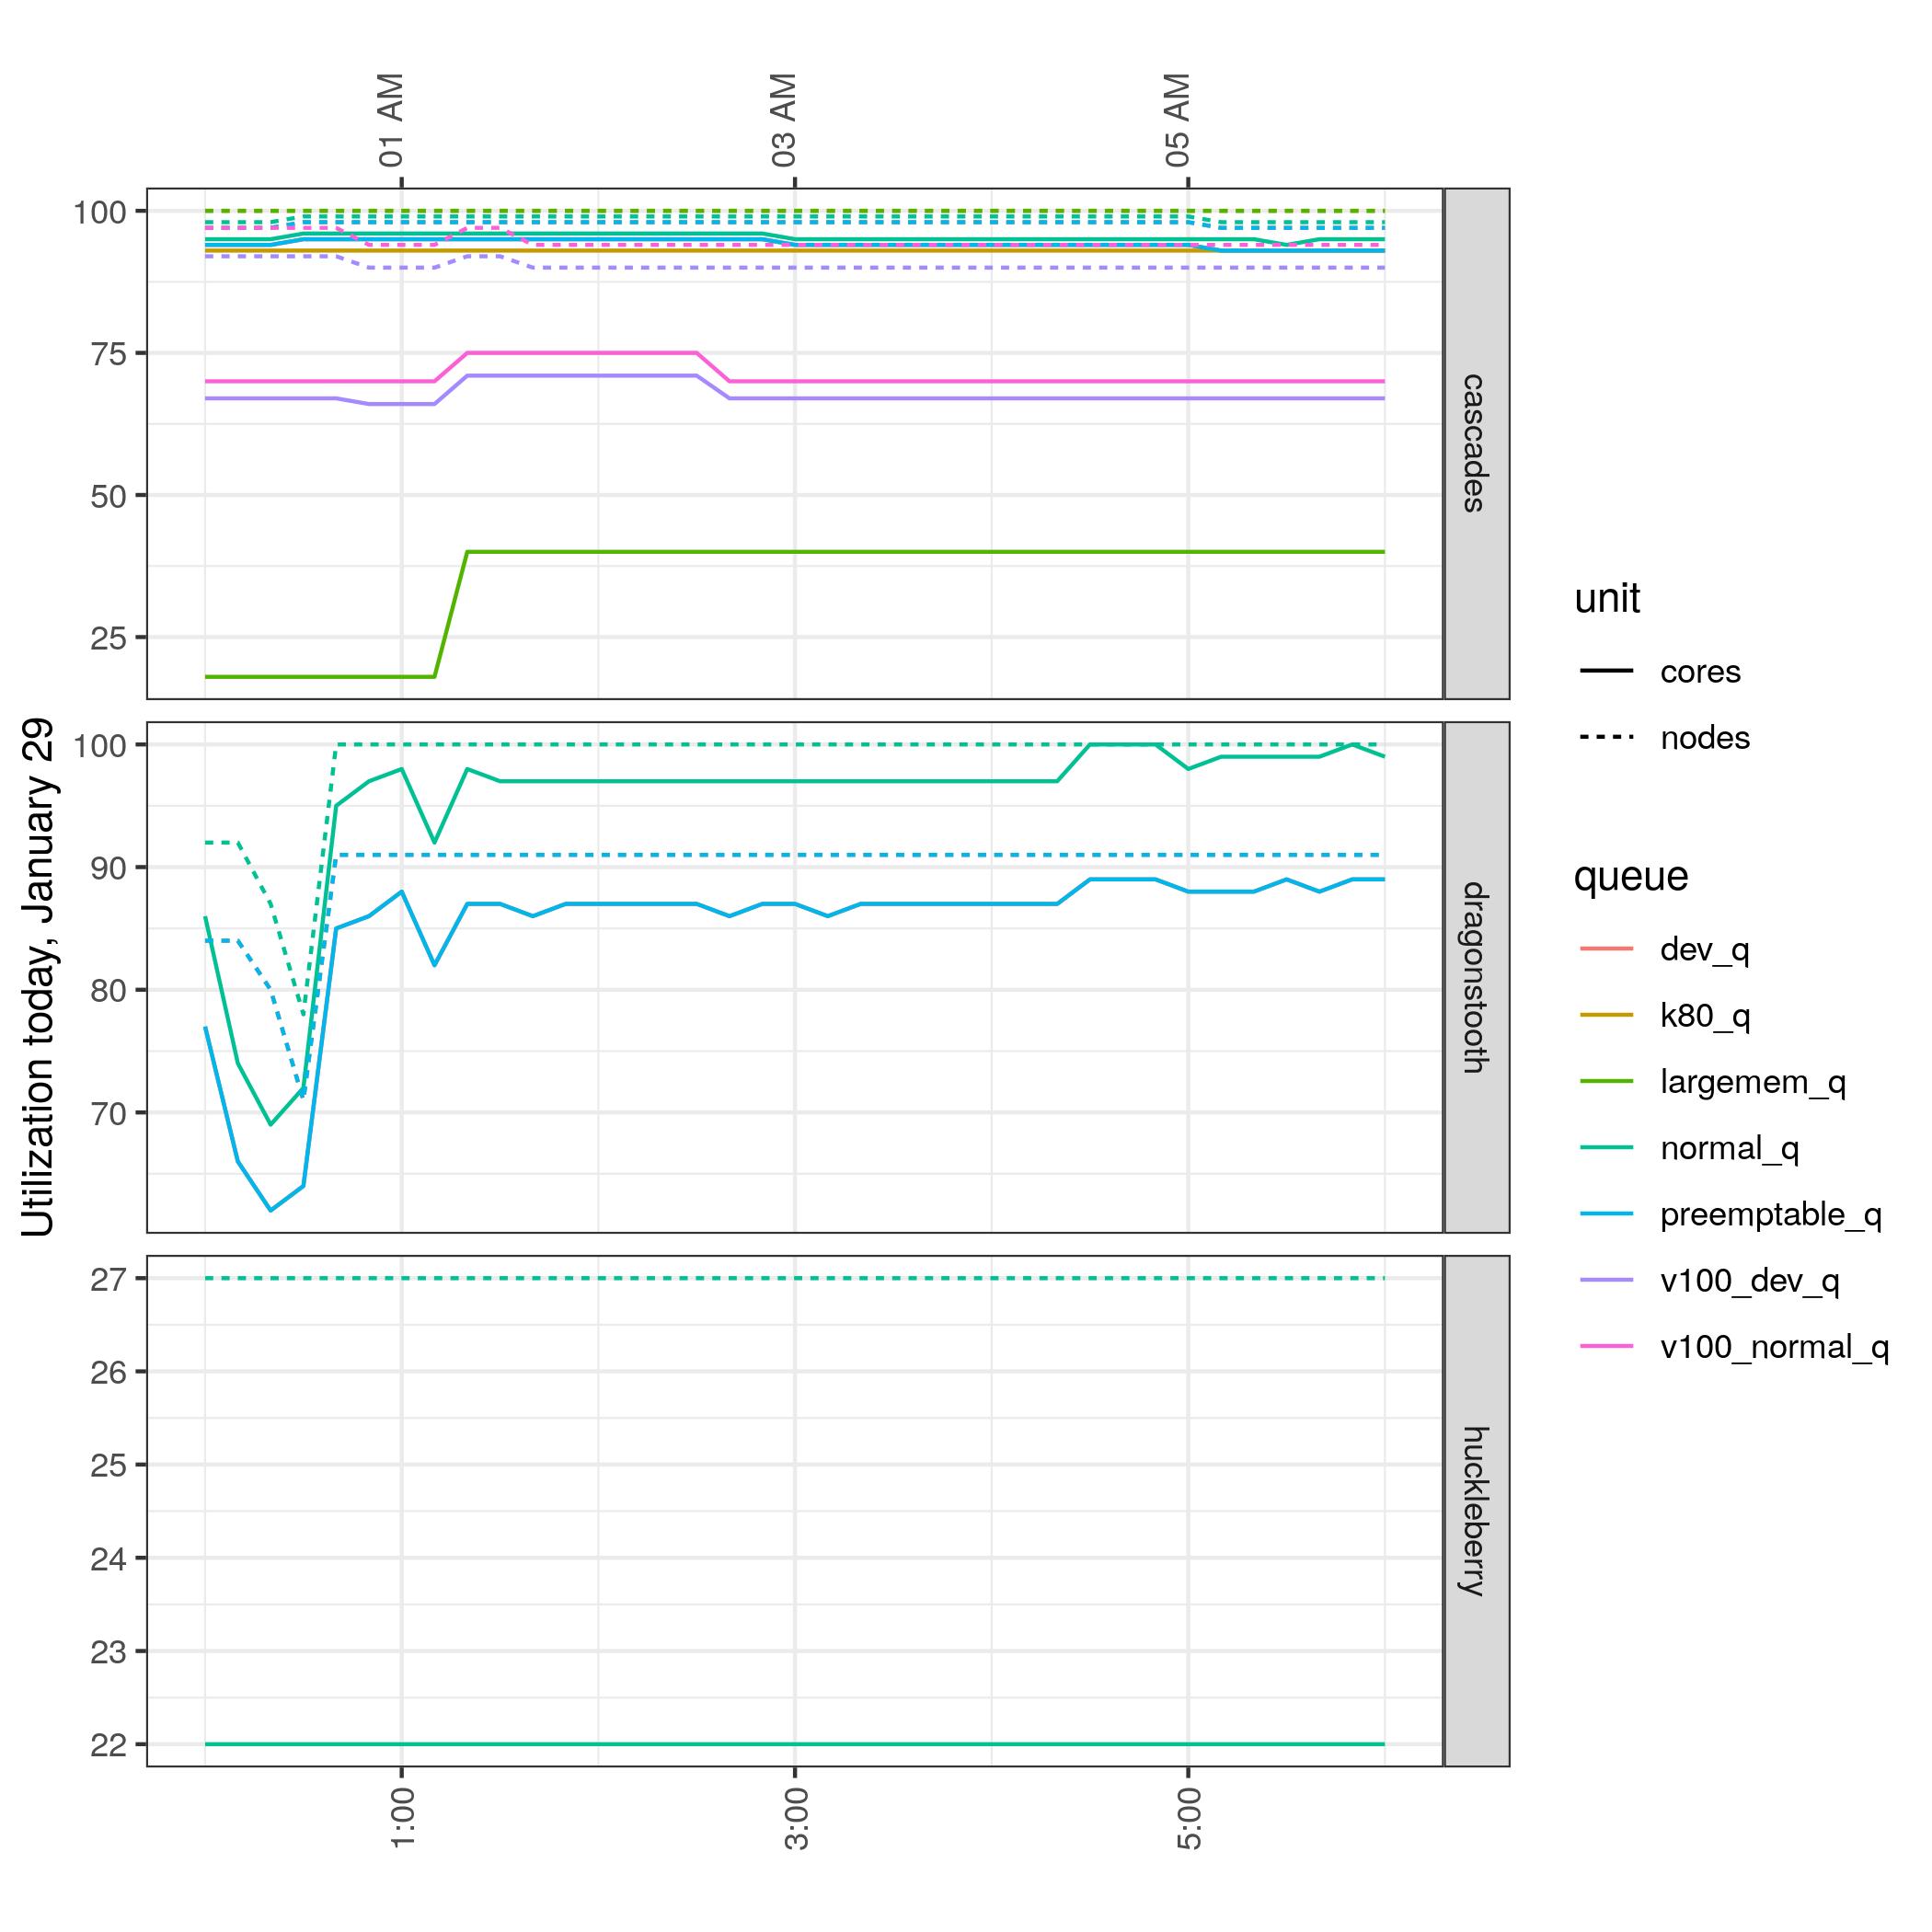 01 AM
03 AM
05 AM
Utilization today, January 29
100
75
50
25
cascades
100
90
80
70
dragonstooth
27
26
25
24
23
22
huckleberry
1:00
3:00
5:00
unit
cores
nodes
queue
dev_q
k80_q
largemem_q
normal_q
preemptable_q
v100_dev_q
v100_normal_q